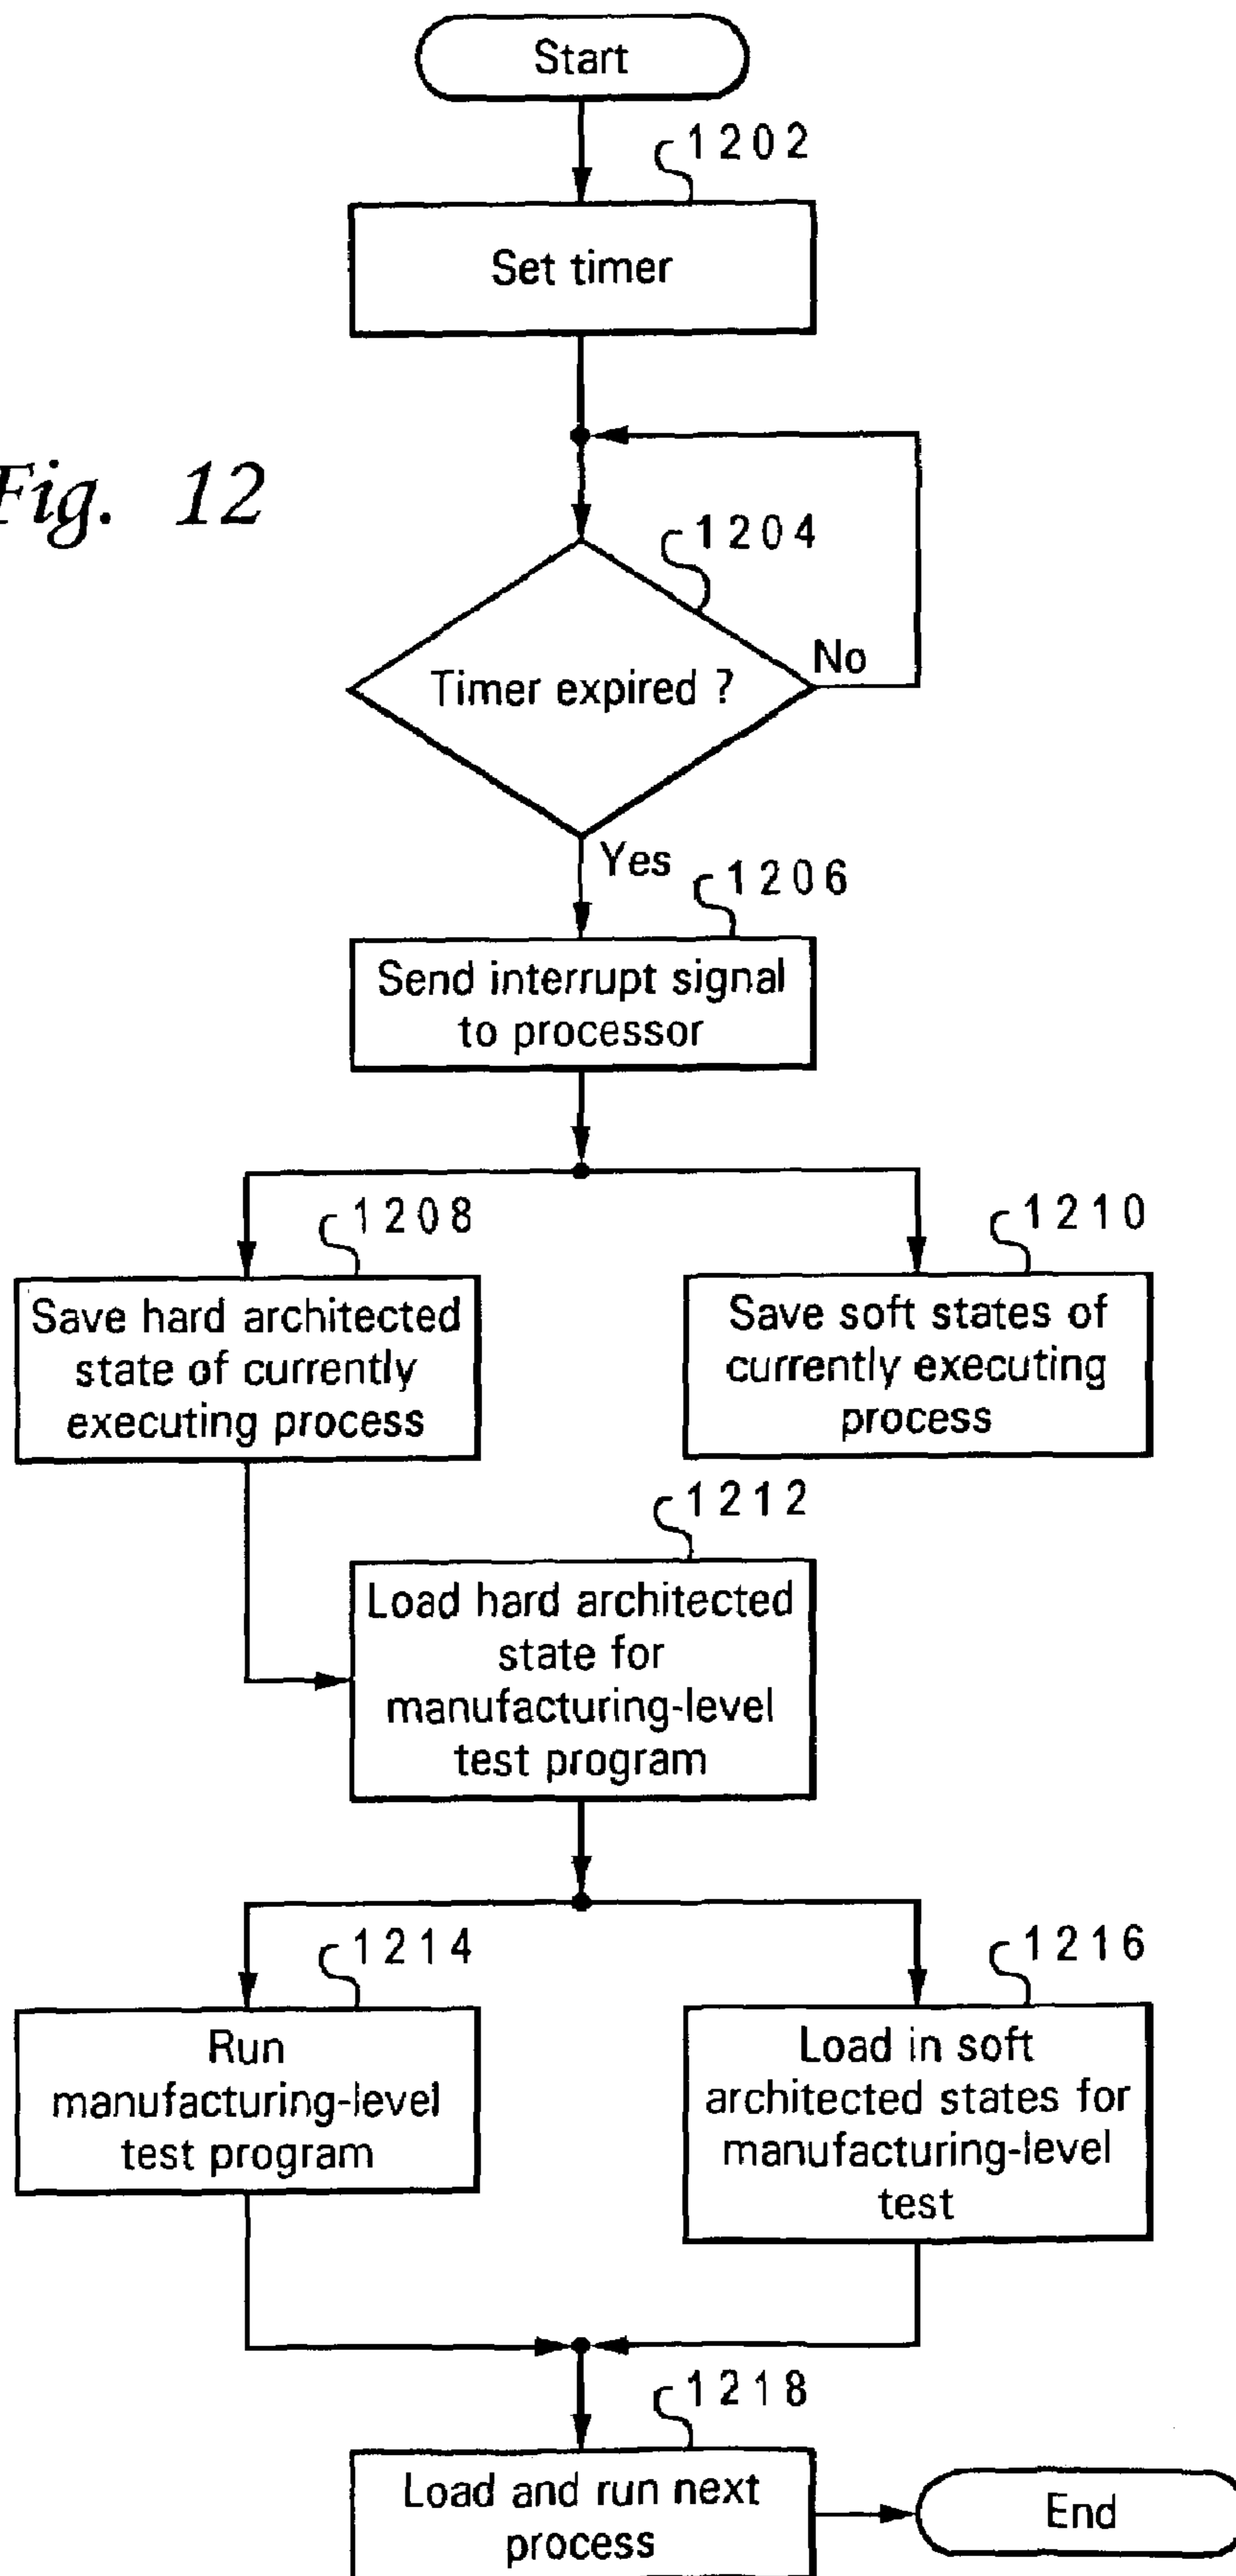 Start
1202
Set timer
Fig. 12
1204
Timer expired ?
No
Yes
1206
Send interrupt signal
to processor
1208
Save hard architected
state of currently
executing process
1210
Save soft states of
currently executing
process
1212
Load hard architected
state for
manufacturing-level
test program
1214
Run
manufacturing-level
test program
1216
Load in soft
architected states for
manufacturing-level
test
1218
Load and run next
process
End